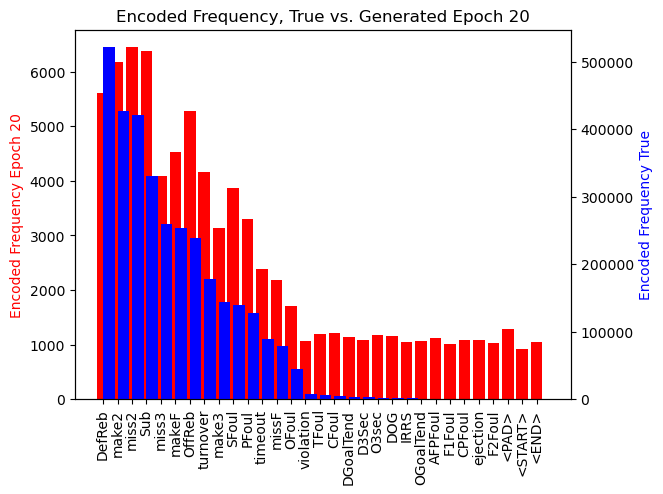 Encoded Frequency, True vs. Generated Epoch 20
Encoded Frequency Epoch 20
6000
5000
4000
3000
2000
1000
0
500000
400000
300000
200000
100000
0
Encoded Frequency True
DefReb
make2
miss2
Sub
miss3
makeF
OffReb
turnover
make3
SFoul
PFoul
timeout
missF
OFoul
violation
TFoul
CFoul
DGoalTend
D3Sec
O3sec
DOG
IRRS
OGoalTend
AFPFoul
F1Foul
CPFoul
ejection
F2Foul
<PAD>
<START>
<END>